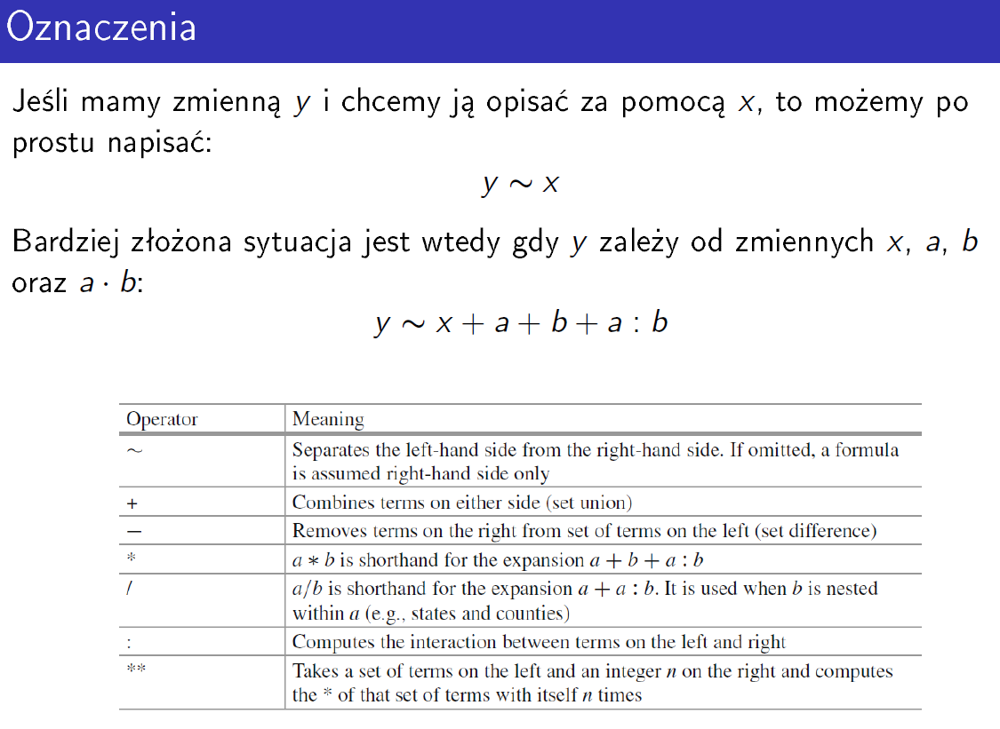 Oznaczenia
Jeśli mamy zmienną y i chcemy ją opisać za pomocą x, to możemy po
prostu napisać:
y ∼ x
Bardziej złożona sytuacja jest wtedy gdy y zależy od zmiennych x, a, b
oraz a · b:
y ∼ x + a + b + a : b
Operator Meaning
∼ Separates the left-hand side from the right-hand side. If omitted, a formula
is assumed right-hand side only
+ Combines terms on either side (set union)
− Removes terms on the right from set of terms on the left (set difference)
* a ∗ b is shorthand for the expansion a + b + a : b
/ a/b is shorthand for the expansion a + a : b. It is used when b is nested
within a (e.g., states and counties)
: Computes the interaction between terms on the left and right
** Takes a set of terms on the left and an integer n on the right and computes
the * of that set of terms with itself n times